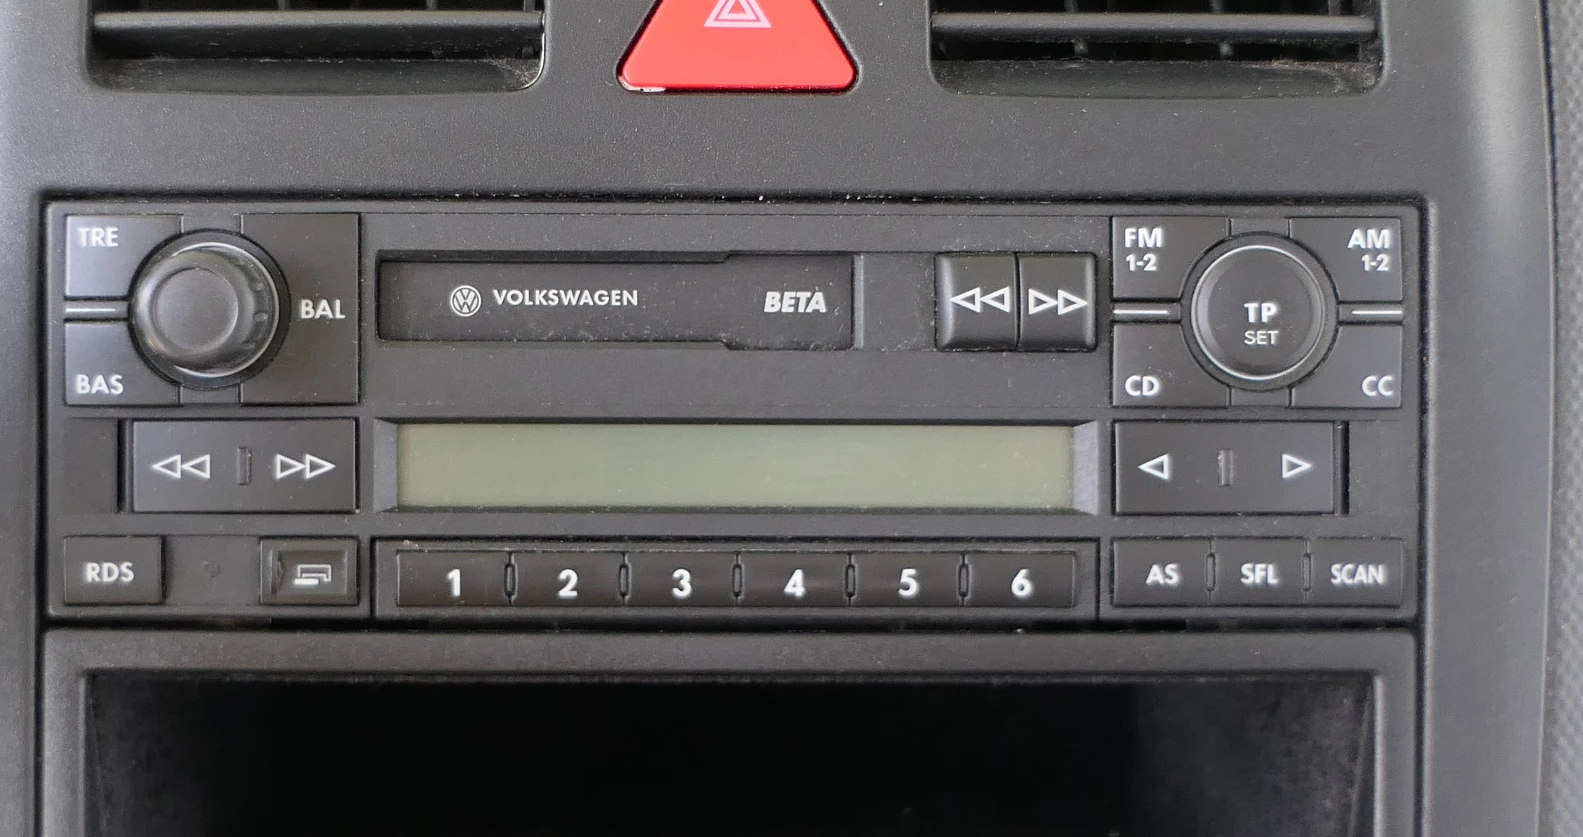 TRE
BAL
BAS
VOLKSWAGEN BETA
FM
1-2
AM
1-2
TP
SET
CD
CC
RDS
1 2 3 4 5 6
AS SFL SCAN